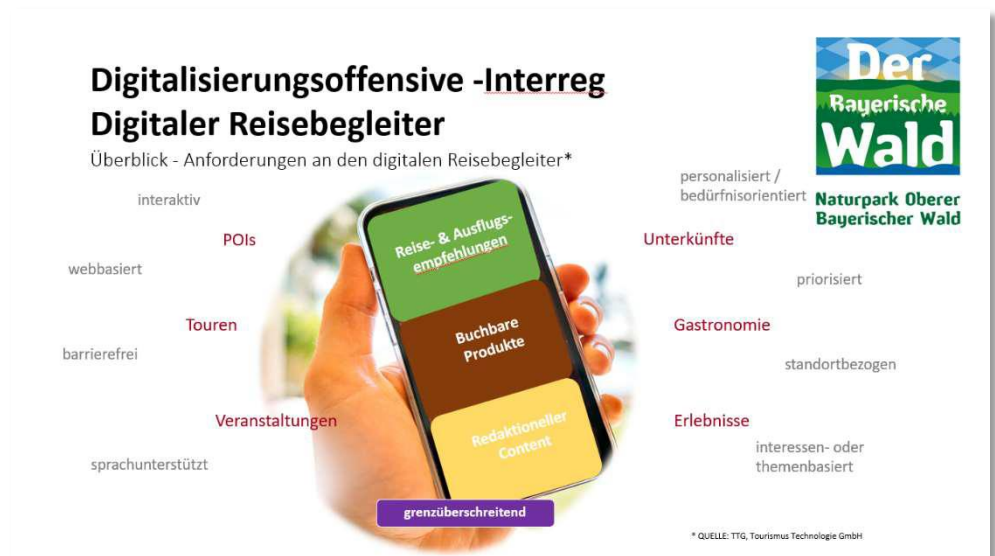 Digitalisierungsoffensive -Interreg
Digitaler Reisebegleiter
Überblick - Anforderungen an den digitalen Reisebegleiter*
Der
Bayerische
Wald
Naturpark Oberer
Bayerischer Wald
interaktiv
POIs
webbasiert
Touren
barrierefrei
Veranstaltungen
sprachunterstützt
Reise- & Ausflugs-
empfehlungen
Buchbare
Produkte
Redaktioneller
Content
grenzüberschreitend
personalisiert /
bedürfnisorientiert
Unterkünfte
priorisiert
Gastronomie
standortbezogen
Erlebnisse
interessen- oder
themenbasiert
* QUELLE: TTG, Tourismus Technologie GmbH